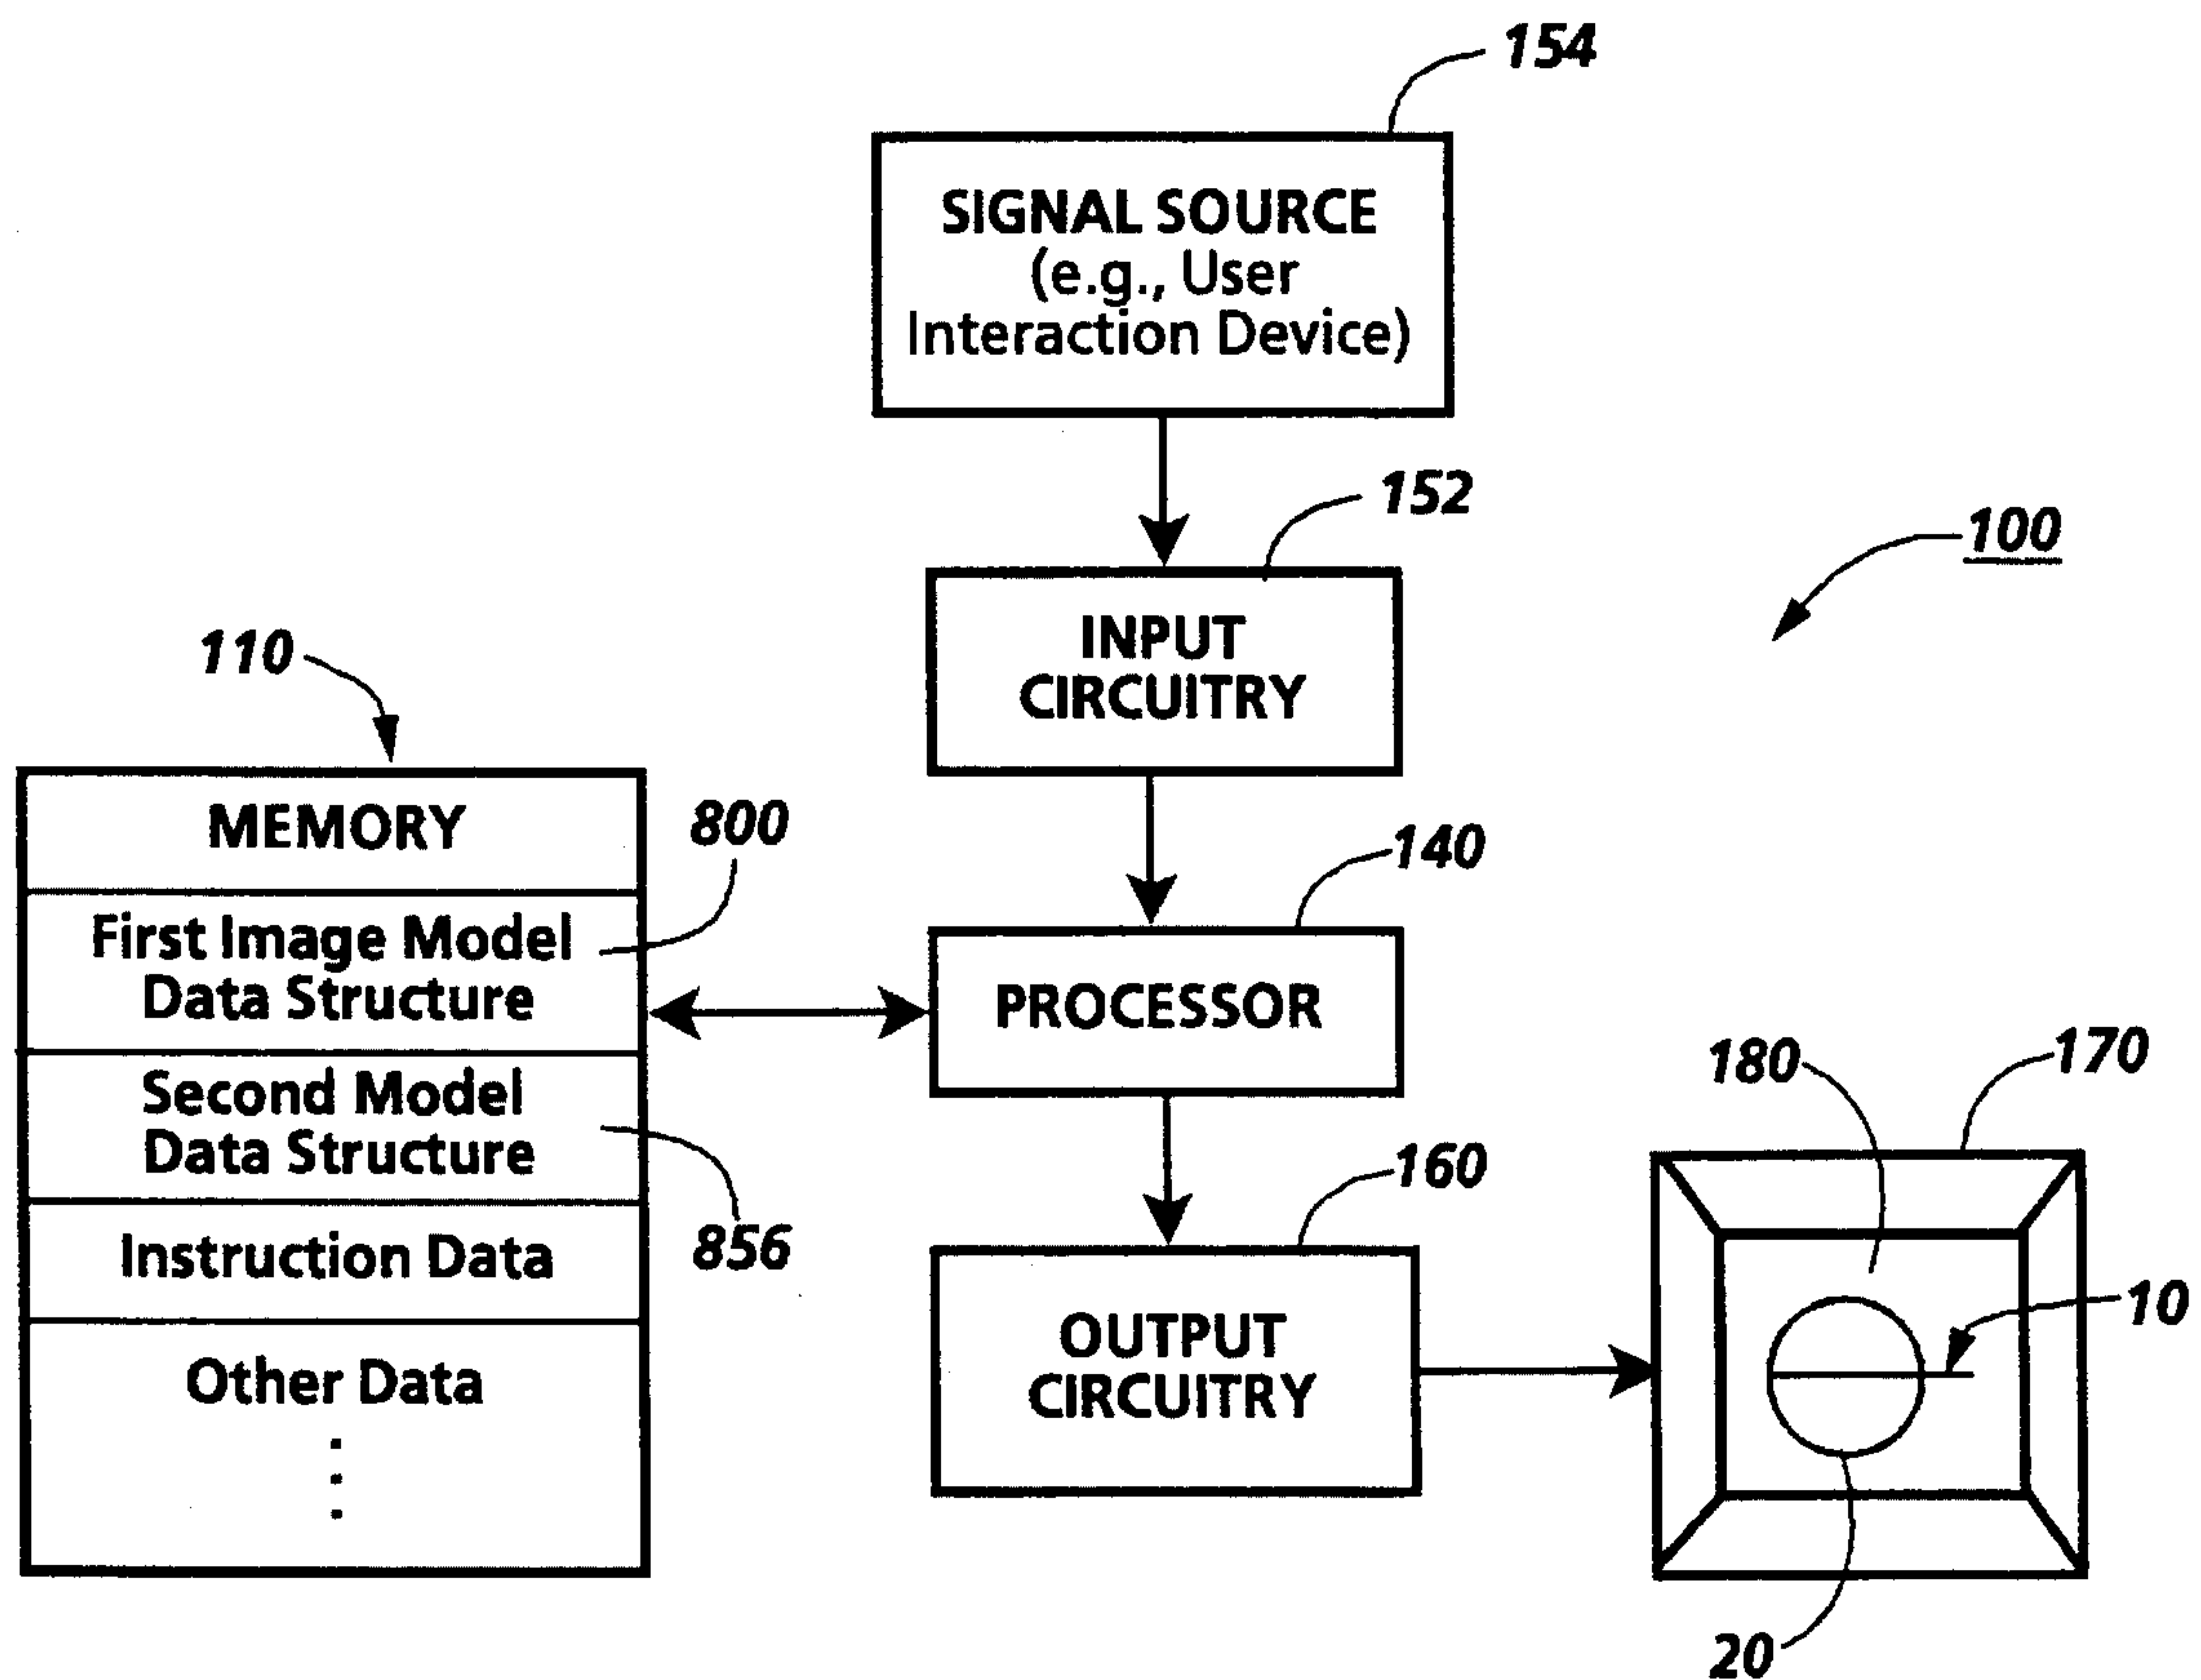 154
SIGNAL SOURCE
(e.g., User
Interaction Device)
152
INPUT
CIRCUITRY
100
110
MEMORY
First Image Model
Data Structure
800
Second Model
Data Structure
856
Instruction Data
Other Data
140
PROCESSOR
160
OUTPUT
CIRCUITRY
180
170
10
20